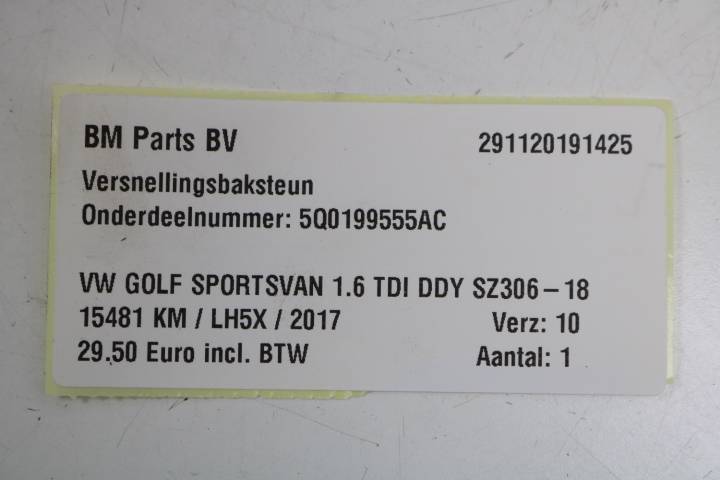 BM Parts BV 291120191425
Versnellingsbaksteun
Onderdeelnummer: 5Q0199555AC
VW GOLF SPORTSVAN 1.6 TDI DDY SZ306-18
15481 KM / LH5X / 2017 Verz: 10
29.50 Euro incl. BTW Aantal: 1